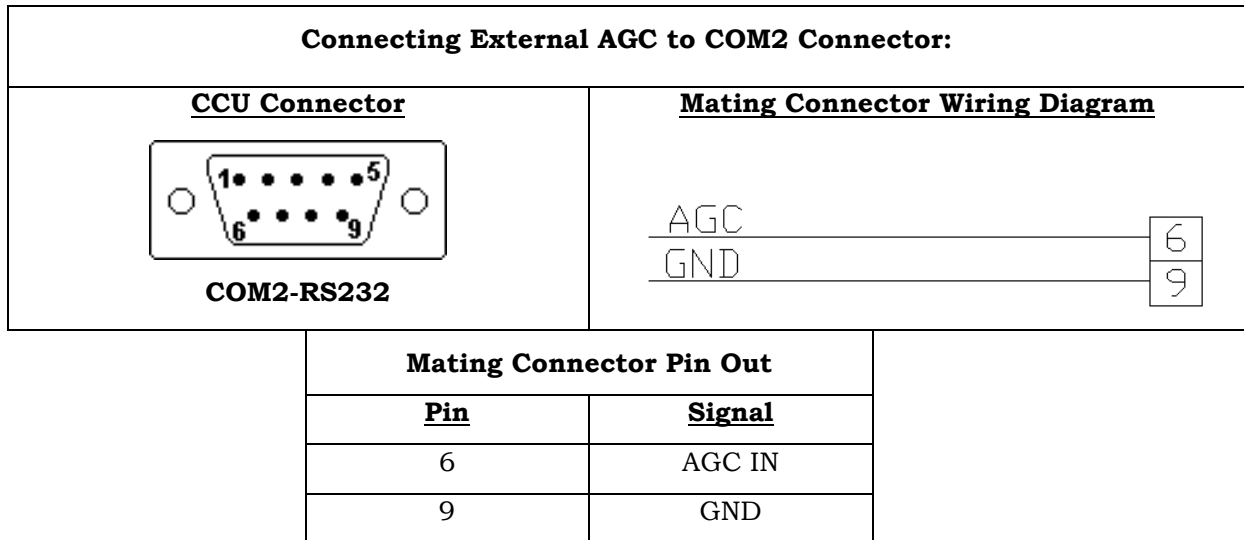 Connecting External AGC to COM2 Connector:
CCU Connector
1 5
6 9
COM2-RS232
Mating Connector Wiring Diagram
AGC 6
GND 9
Mating Connector Pin Out
Pin Signal
6 AGC IN
9 GND